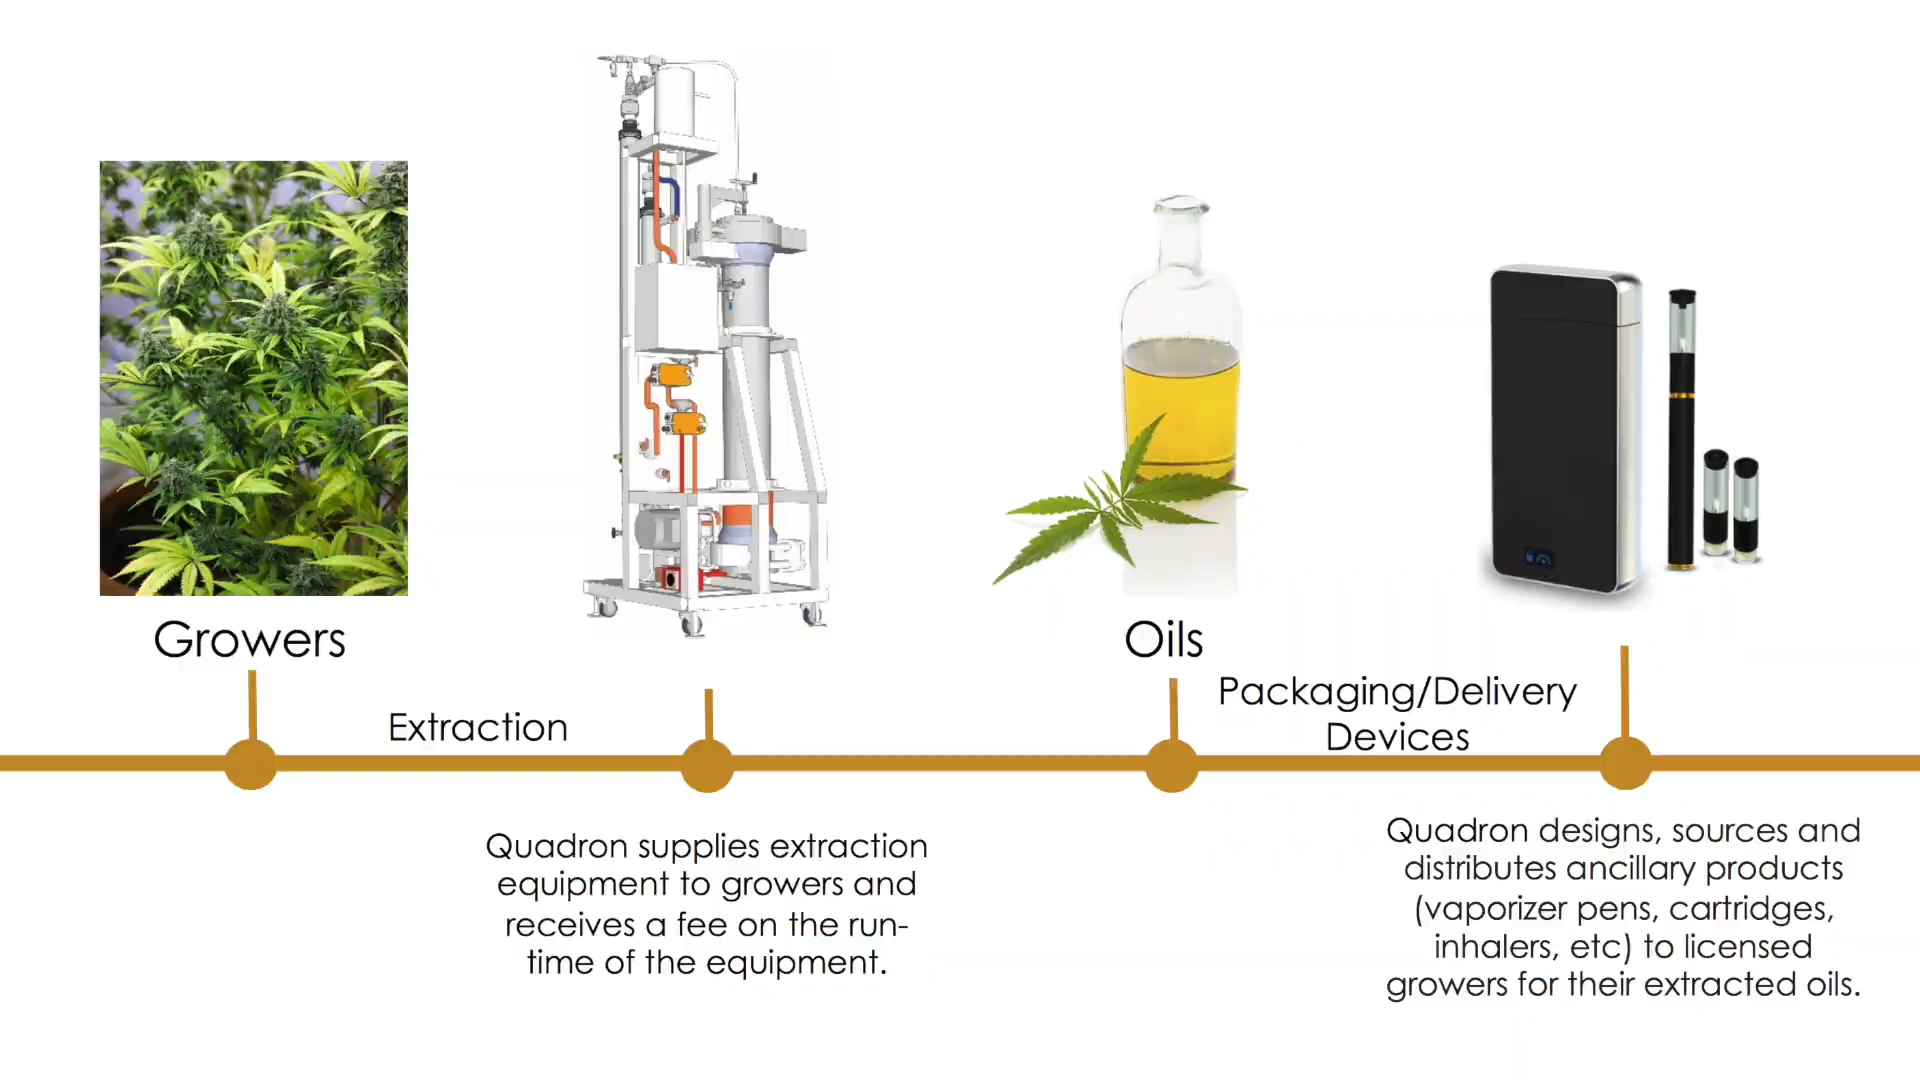 Growers
Oils
Extraction
Packaging/Delivery
Devices
Quadron supplies extraction
equipment to growers and
receives a fee on the run-
time of the equipment.
Quadron designs, sources and
distributes ancillary products
(vaporizer pens, cartridges,
inhalers, etc) to licensed
growers for their extracted oils.